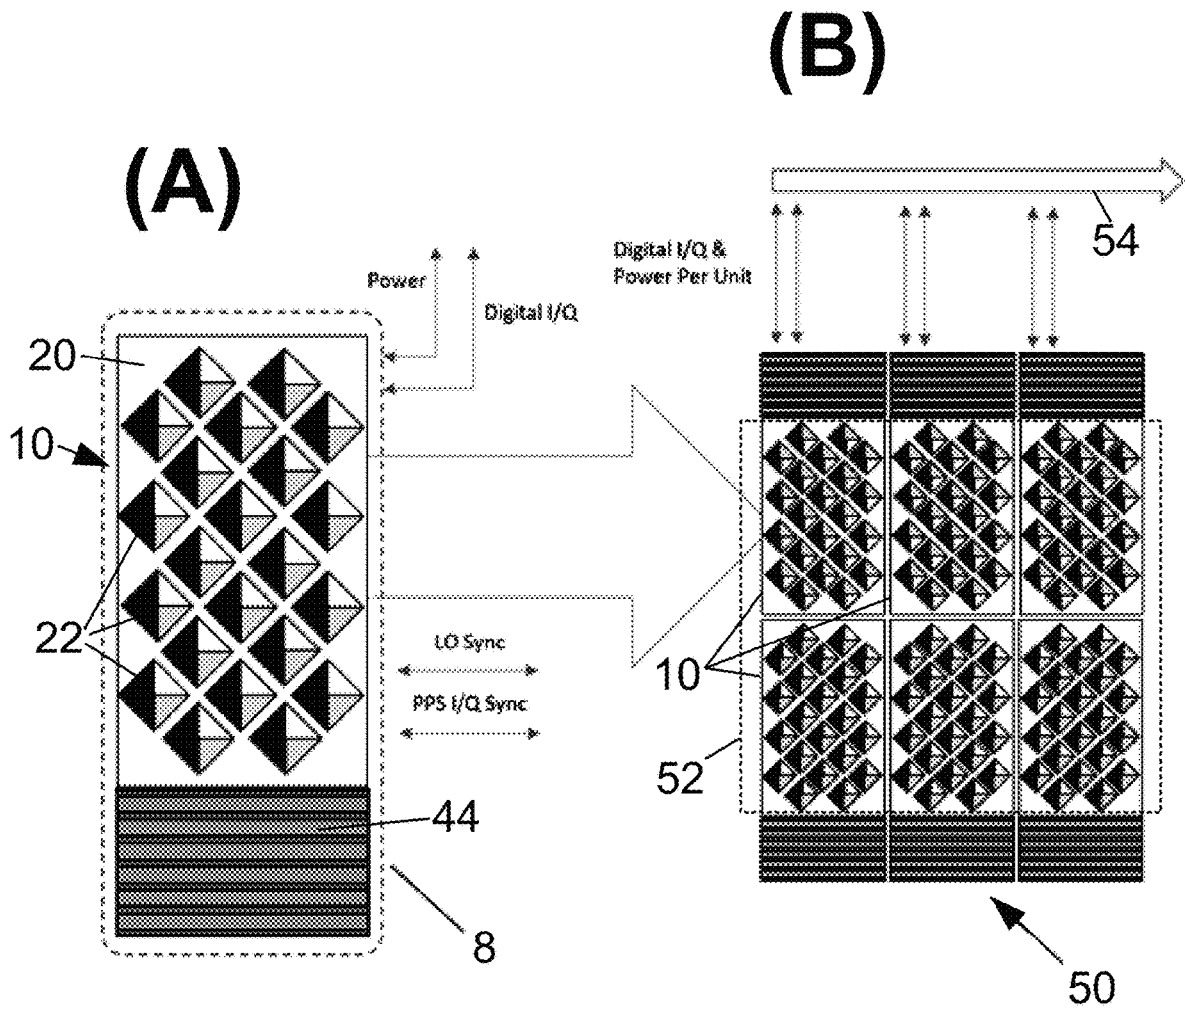 (A)
(B)
54
Digital I/Q &
Power Per Unit
Power
Digital I/Q
20
10
22
LO Sync
PPS I/Q Sync
10
52
44
8
50